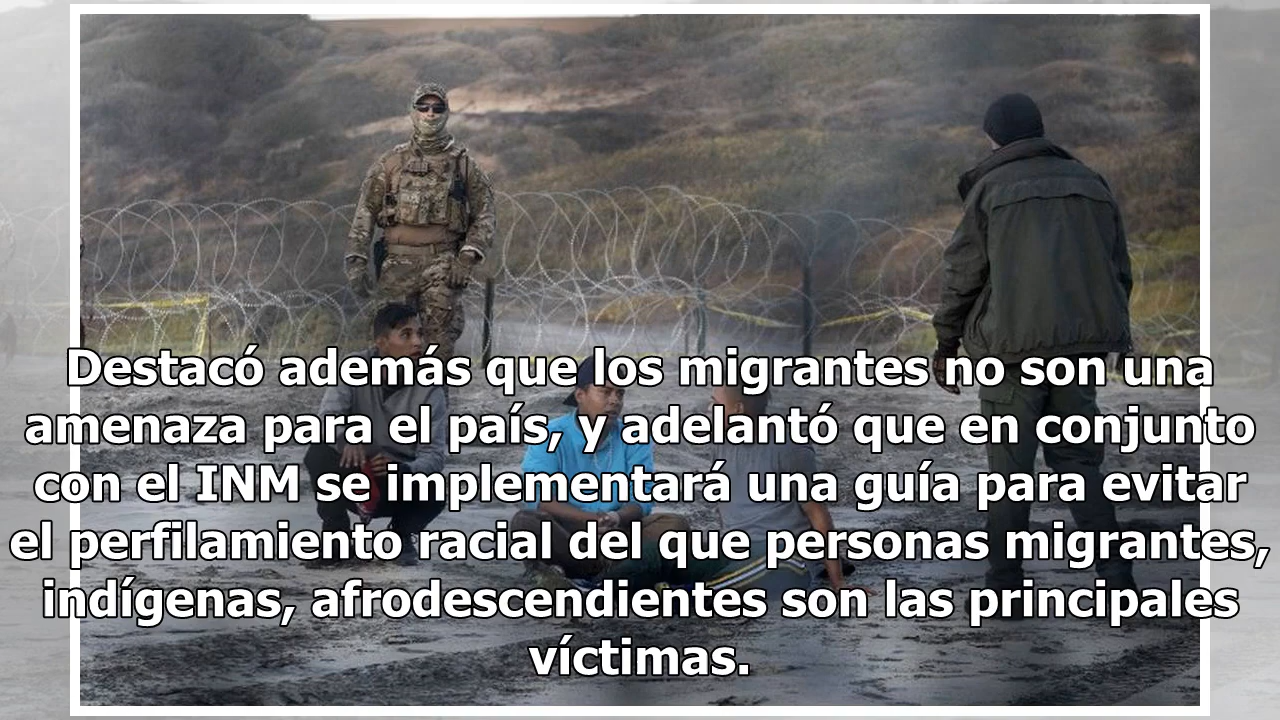 Destacó además que los migrantes no son una
amenaza para el país, y adelantó que en conjunto
con el INM se implementará una guía para evitar
el perfilamiento racial del que personas migrantes,
indígenas, afrodescendientes son las principales
víctimas.